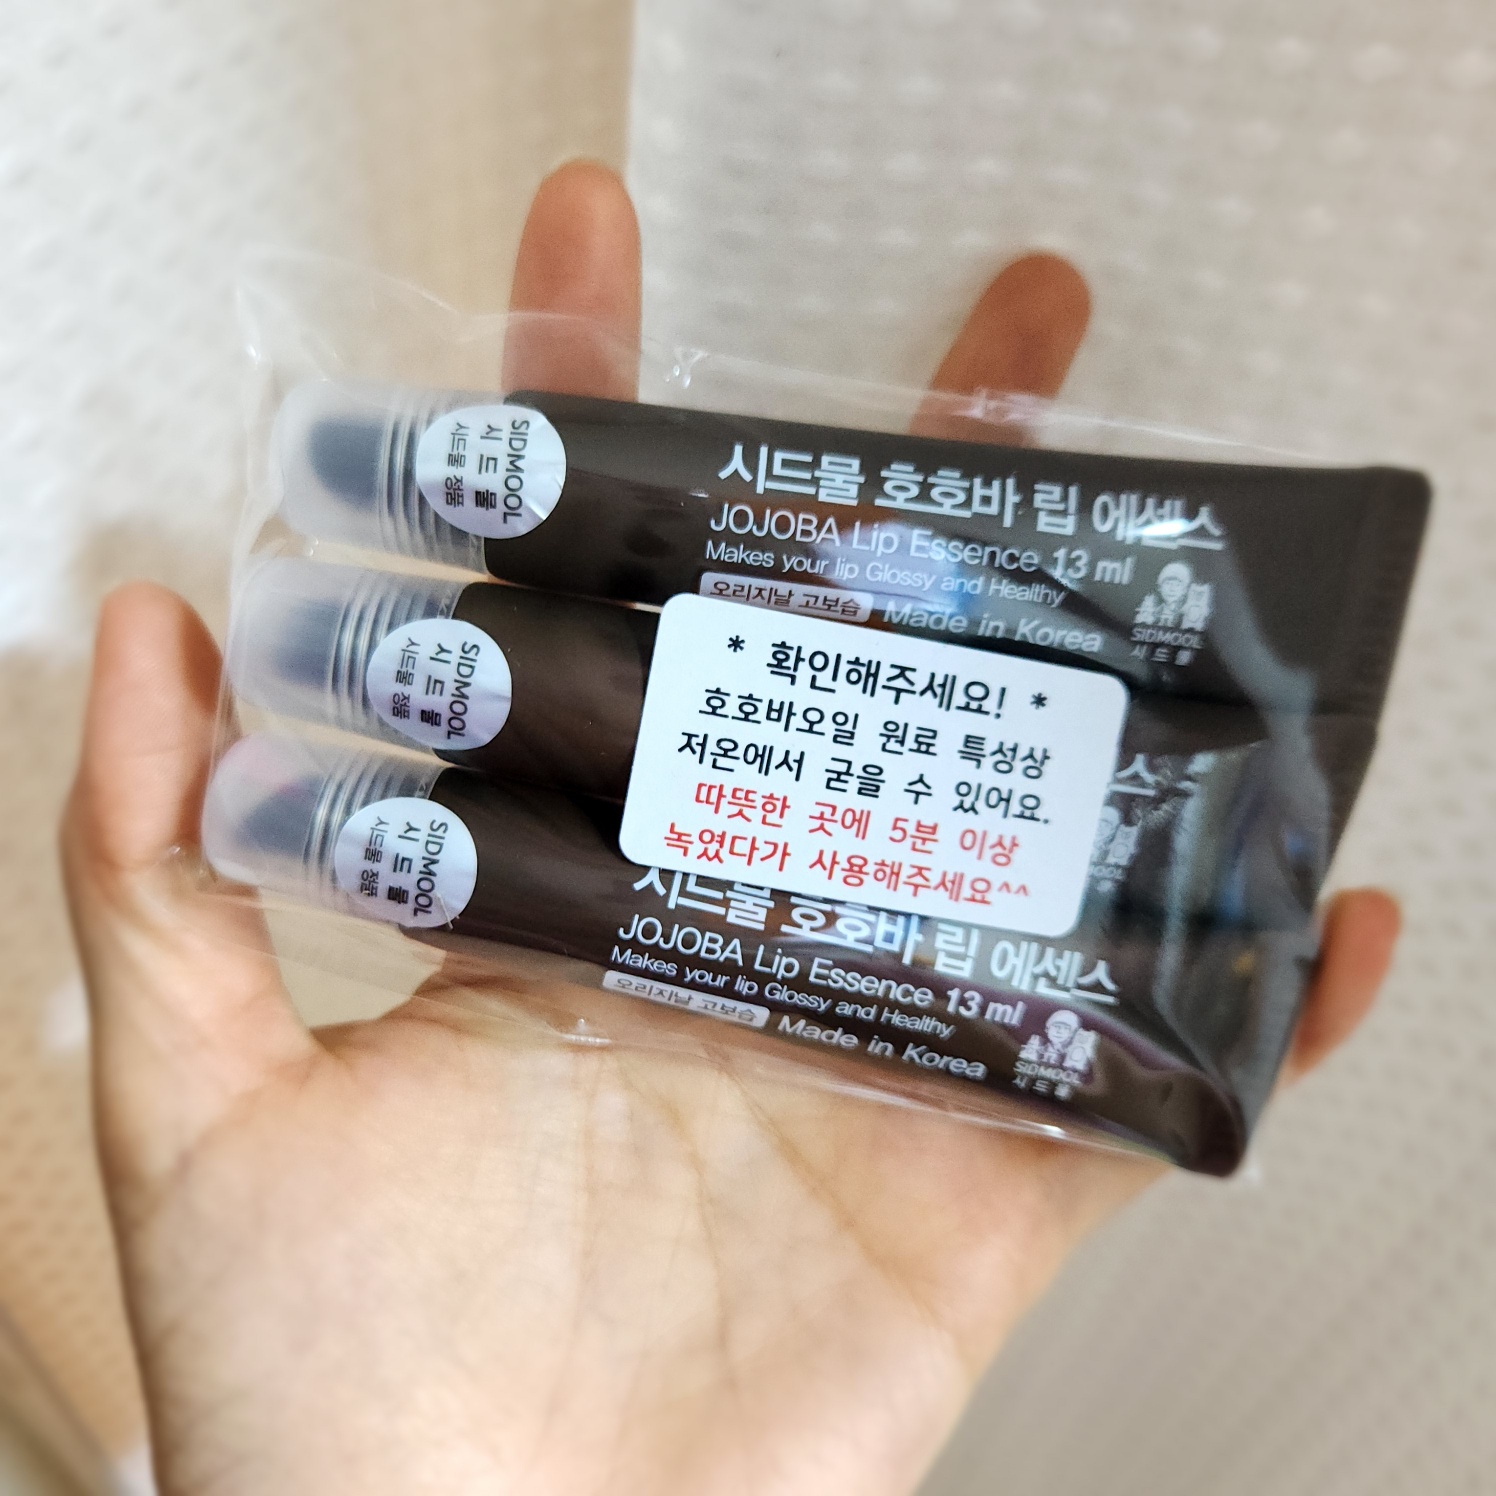 SIDMOOL
시드물
시드물 정품
시드물 호호바 립 에센스
JOJOBA Lip Essence 13 ml
Makes your lip Glossy and Healthy
오리지날 고보습 Made in Korea
SIDMOOL
시드물
SIDMOOL
시드물
시드물 정품
* 확인해주세요! *
호호바오일 원료 특성상
저온에서 굳을 수 있어요.
따뜻한 곳에 5분 이상
녹였다가 사용해주세요^^
스
물
SIDMOOL
시드물
시드물 정품
시드물 호호바 립 에센스
JOJOBA Lip Essence 13 ml
Makes your lip Glossy and Healthy
오리지날 고보습 Made in Korea
SIDMOOL
시드물